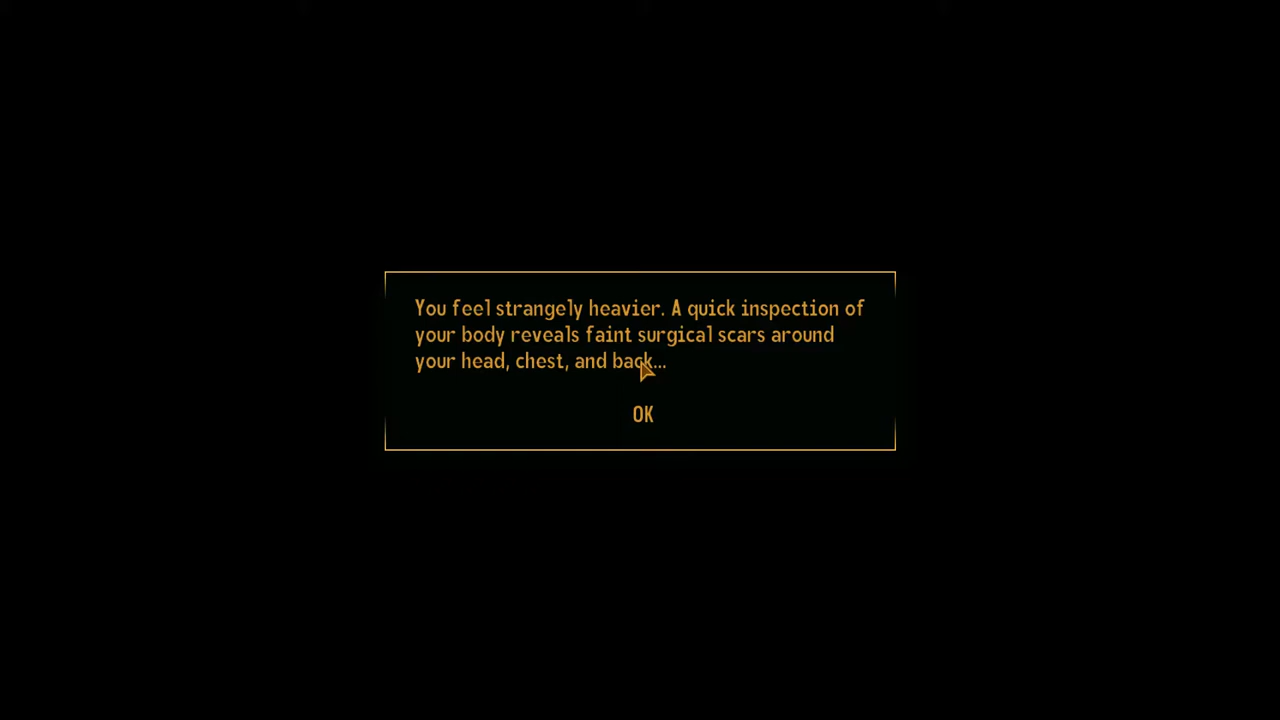 You feel strangely heavier. A quick inspection of
your body reveals faint surgical scars around
your head, chest, and back...
OK